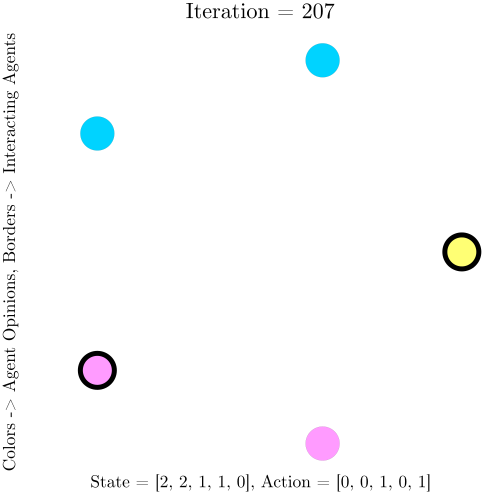 Iteration = 207
Colors -> Agent Opinions, Borders -> Interacting Agents
State = [2, 2, 1, 1, 0], Action = [0, 0, 1, 0, 1]